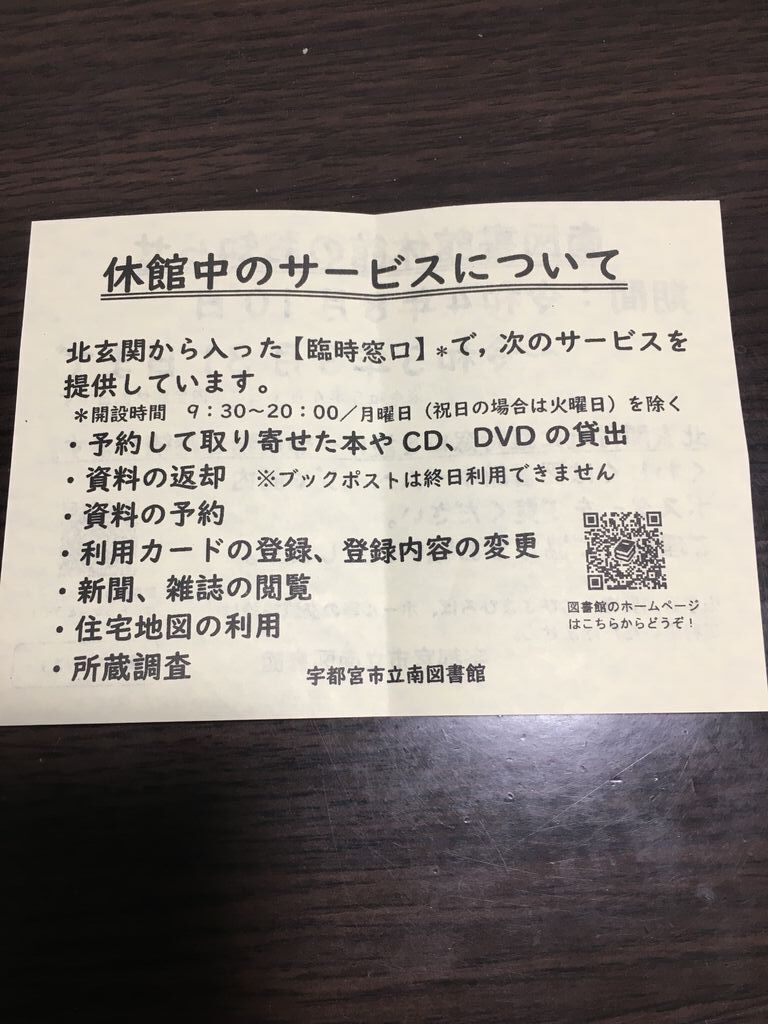 休館中のサービスについて
北玄関から入った【臨時窓口】*で，次のサービスを
提供しています。
*開設時間　9：30～20：00／月曜日（祝日の場合は火曜日）を除く
・予約して取り寄せた本や CD、DVD の貸出
・資料の返却　※ブックポストは終日利用できません
・資料の予約
・利用カードの登録、登録内容の変更
・新聞、雑誌の閲覧
・住宅地図の利用
・所蔵調査
図書館のホームページ
はこちらからどうぞ！
宇都宮市立南図書館